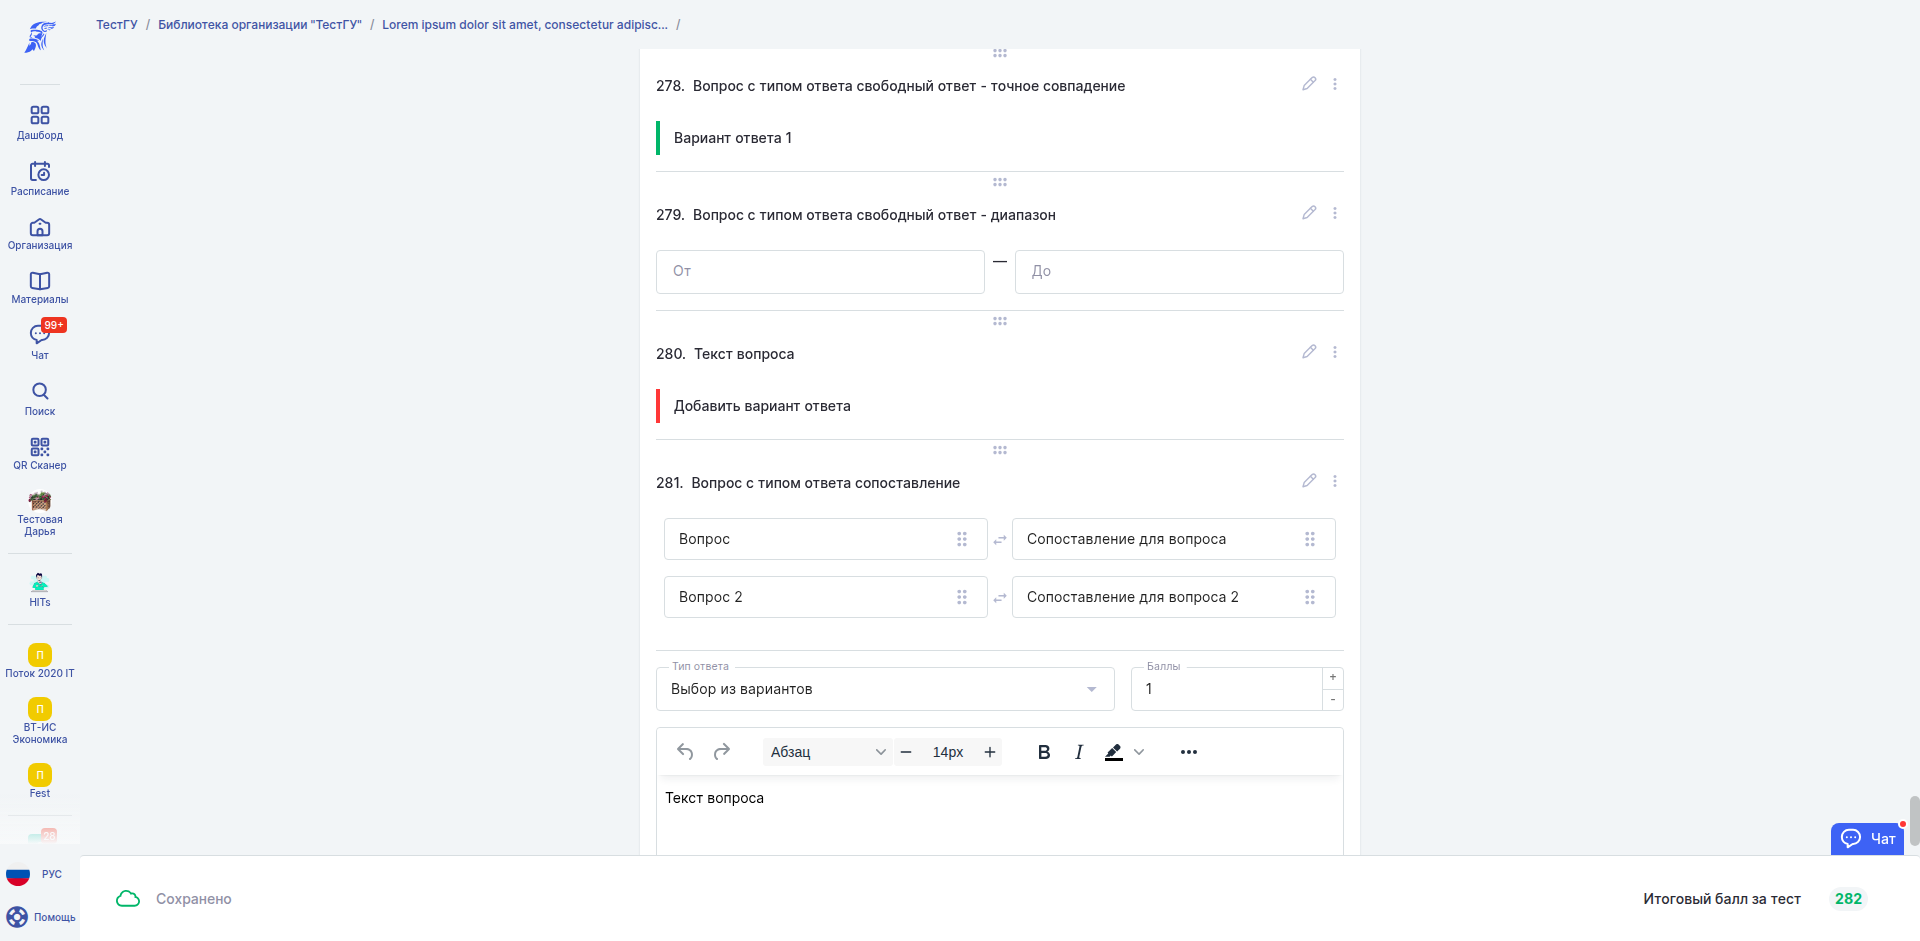 ТестГУ / Библиотека организации "ТестГУ" / Lorem ipsum dolor sit amet, consectetur adipisc... /
Дашборд
Расписание
Организация
Материалы
99+
Чат
Поиск
QR Сканер
Тестовая
Дарья
HITs
П
Поток 2020 IT
П
ВТ-ИС
Экономика
П
Fest
28
РУС
Помощь
278. Вопрос с типом ответа свободный ответ - точное совпадение
Вариант ответа 1
279. Вопрос с типом ответа свободный ответ - диапазон
От — До
280. Текст вопроса
Добавить вариант ответа
281. Вопрос с типом ответа сопоставление
Вопрос Сопоставление для вопроса
Вопрос 2 Сопоставление для вопроса 2
Тип ответа Баллы
Выбор из вариантов 1 + -
Абзац − 14px + B I ...
Текст вопроса
Чат
Сохранено Итоговый балл за тест 282